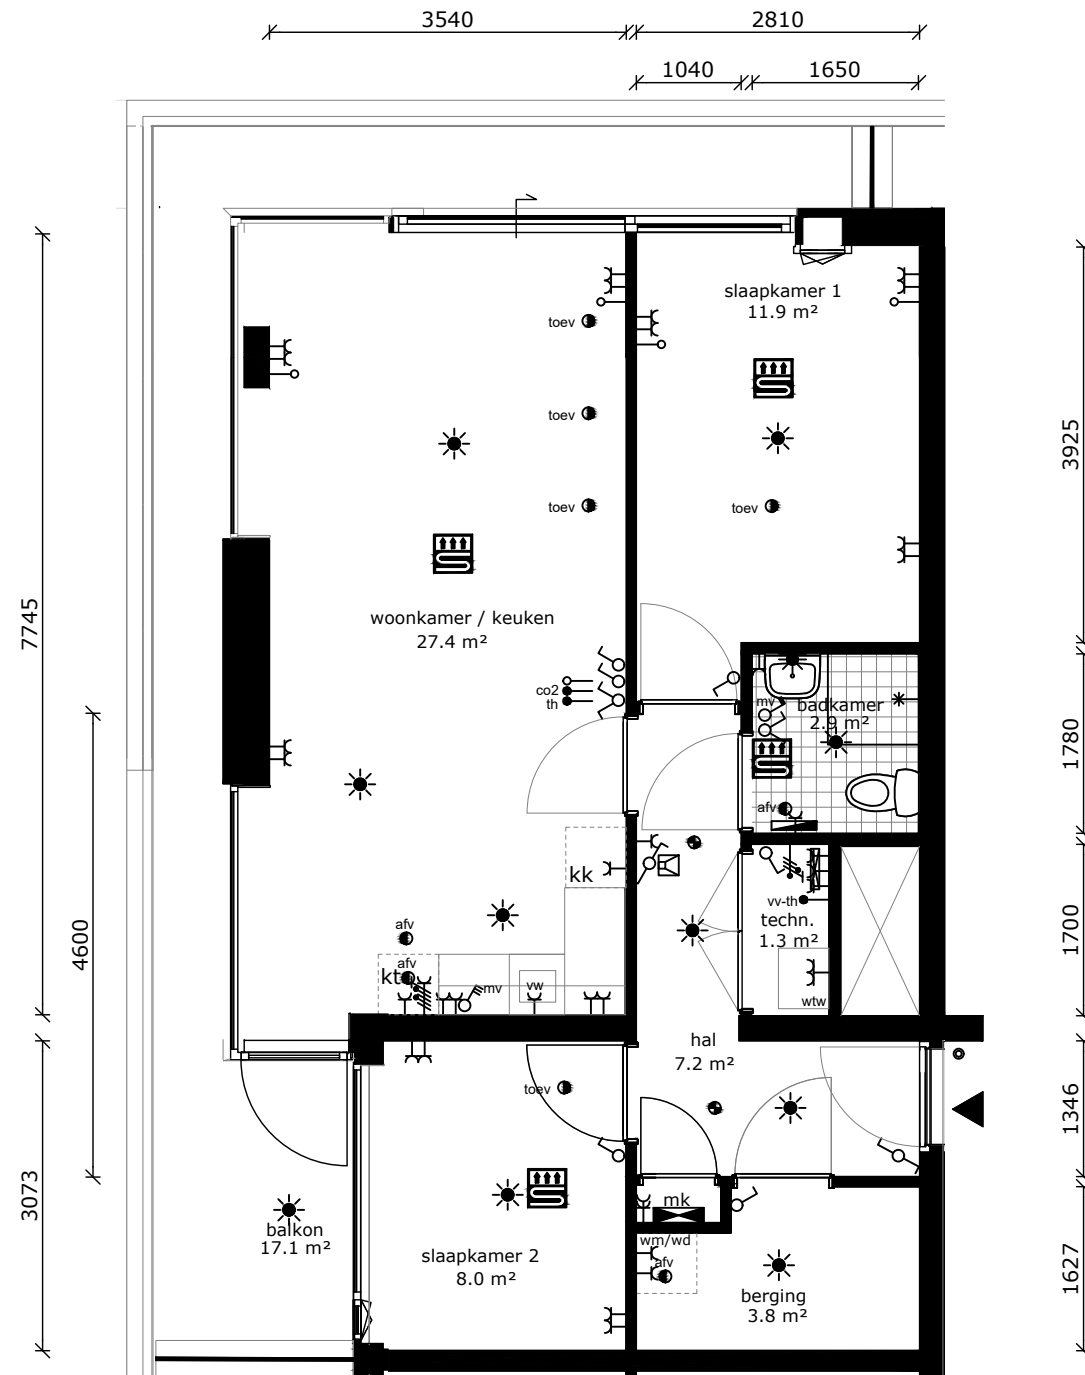 3540
2810
1040
1650
slaapkamer 1
11.9 m²
toev
toev
3925
toev
toev
woonkamer / keuken
27.4 m²
7745
co2
th
mv
badkamer
2.9 m²
1780
afv
kk
vv-th
techn.
1.3 m²
1700
4600
afv
afv
kt
mv
vw
wtw
hal
7.2 m²
toev
1346
3073
mk
balkon
17.1 m²
wm/wd
afv
slaapkamer 2
8.0 m²
berging
3.8 m²
1627